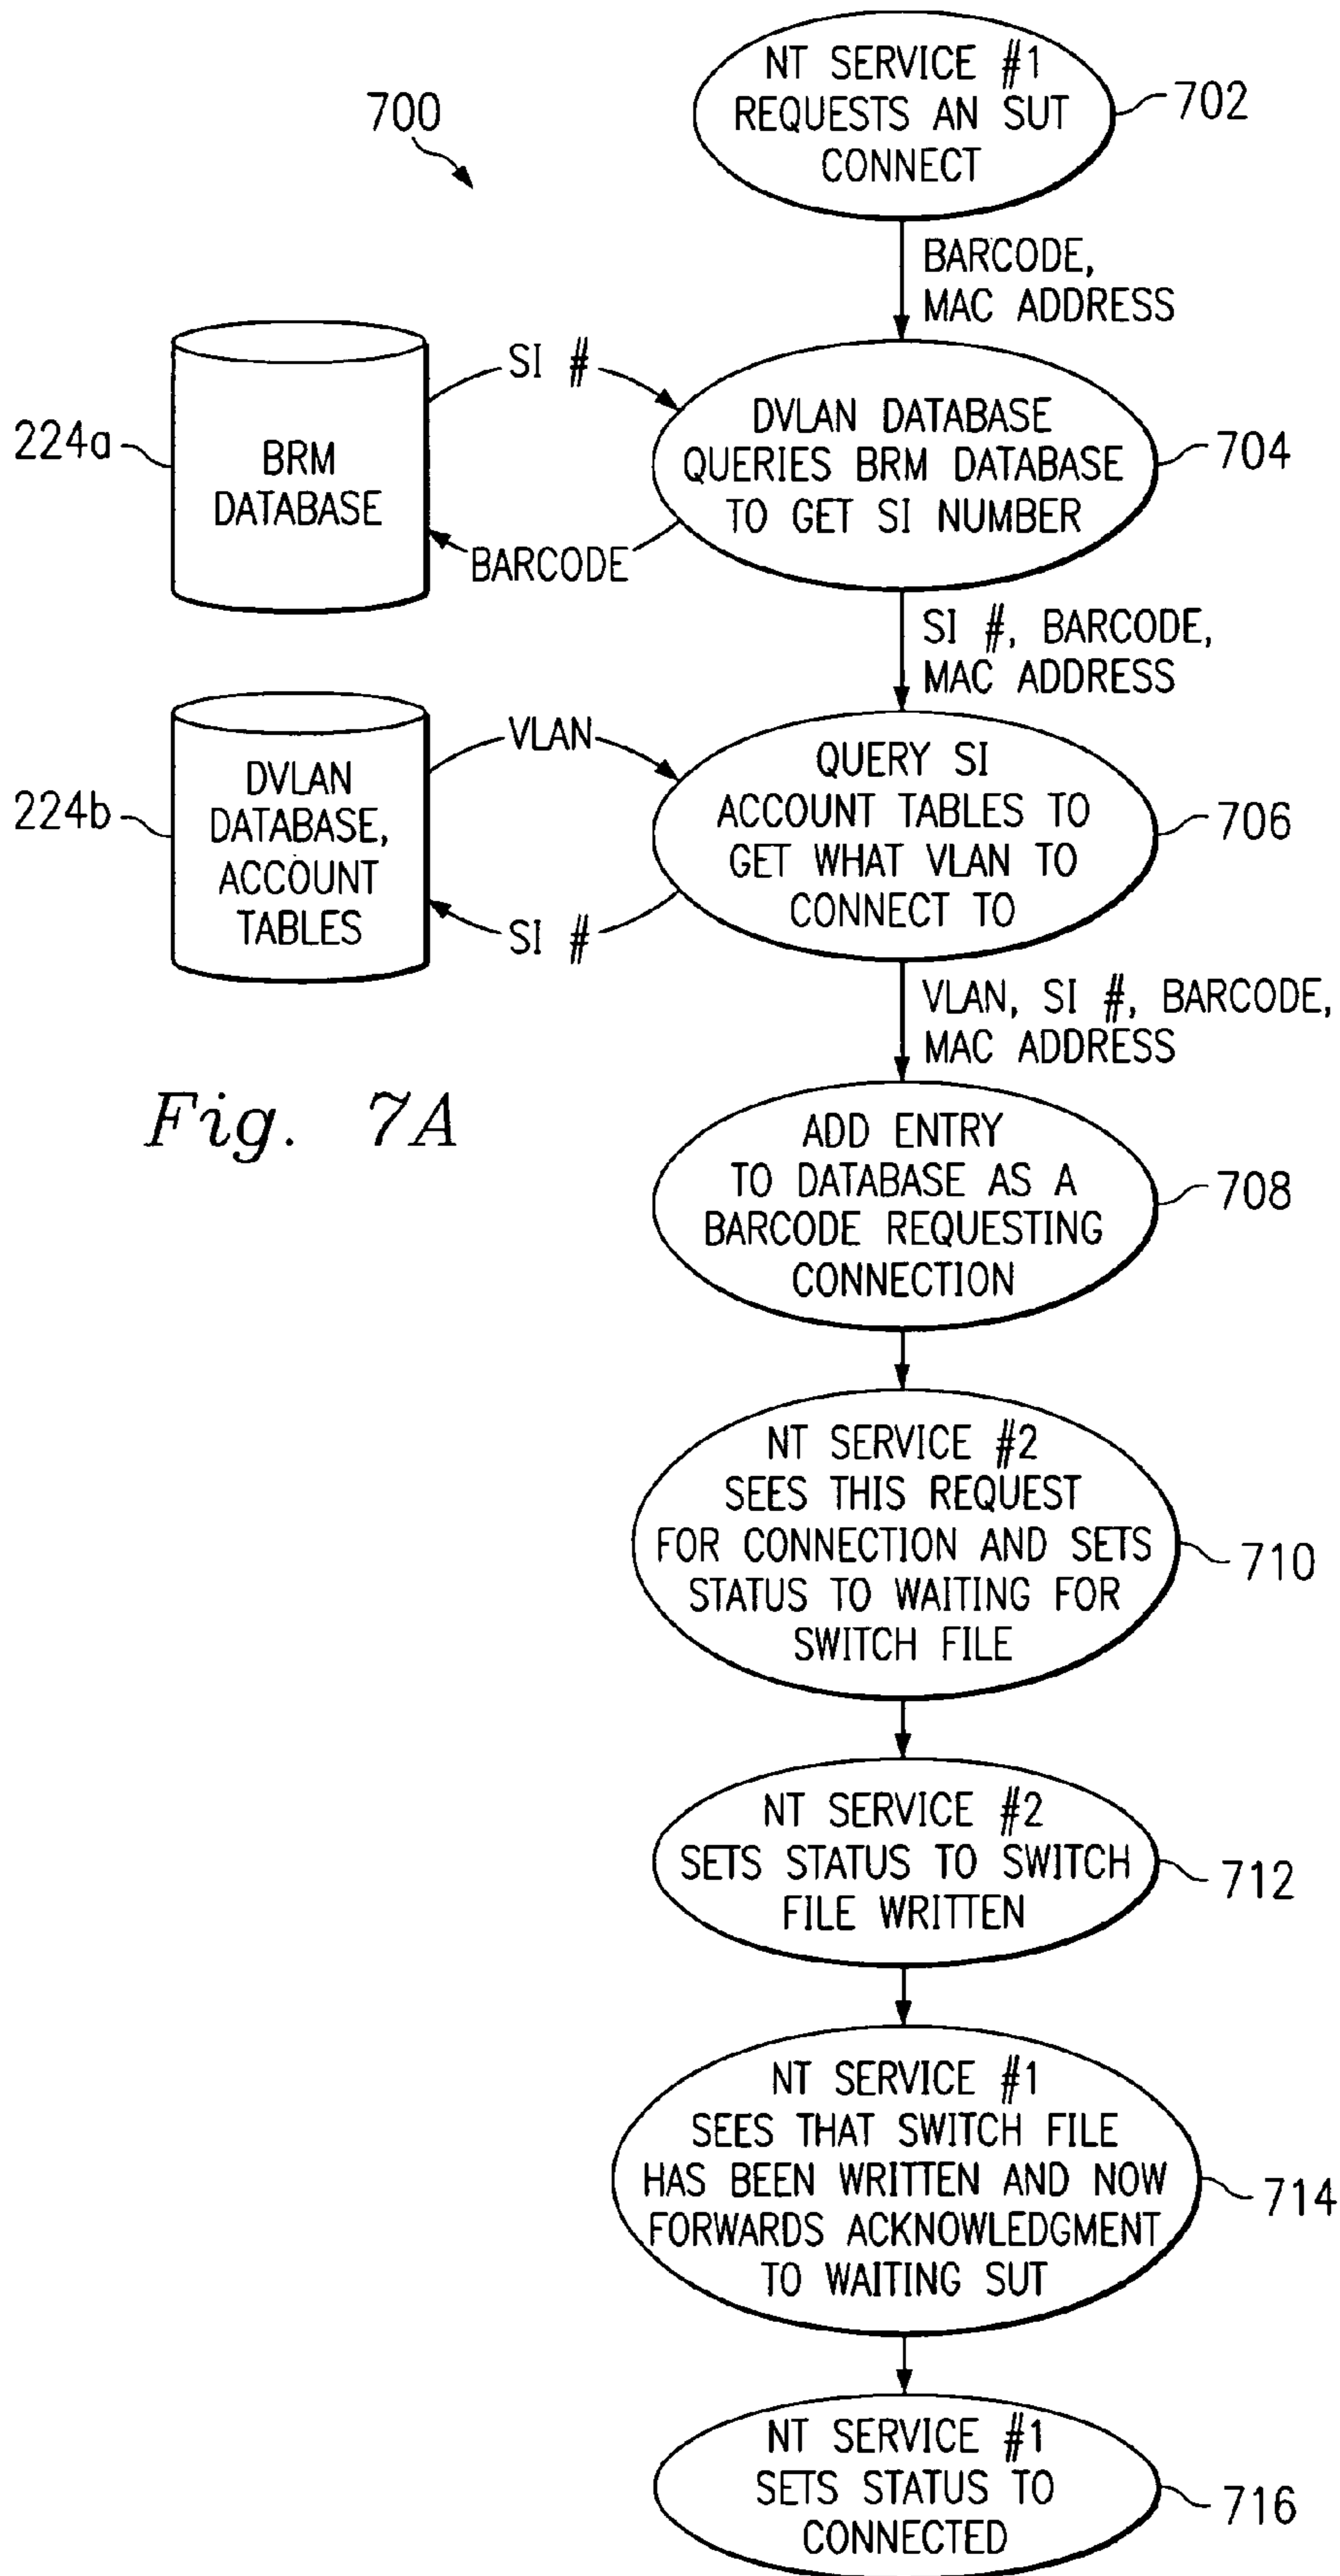 NT SERVICE #1
REQUESTS AN SUT
CONNECT
702
700
BARCODE,
MAC ADDRESS
SI #
224a
BRM
DATABASE
DVLAN DATABASE
QUERIES BRM DATABASE
TO GET SI NUMBER
704
BARCODE
SI #, BARCODE,
MAC ADDRESS
VLAN
224b
DVLAN
DATABASE,
ACCOUNT
TABLES
QUERY SI
ACCOUNT TABLES TO
GET WHAT VLAN TO
CONNECT TO
706
SI #
VLAN, SI #, BARCODE,
MAC ADDRESS
Fig. 7A
ADD ENTRY
TO DATABASE AS A
BARCODE REQUESTING
CONNECTION
708
NT SERVICE #2
SEES THIS REQUEST
FOR CONNECTION AND SETS
STATUS TO WAITING FOR
SWITCH FILE
710
NT SERVICE #2
SETS STATUS TO SWITCH
FILE WRITTEN
712
NT SERVICE #1
SEES THAT SWITCH FILE
HAS BEEN WRITTEN AND NOW
FORWARDS ACKNOWLEDGMENT
TO WAITING SUT
714
NT SERVICE #1
SETS STATUS TO
CONNECTED
716